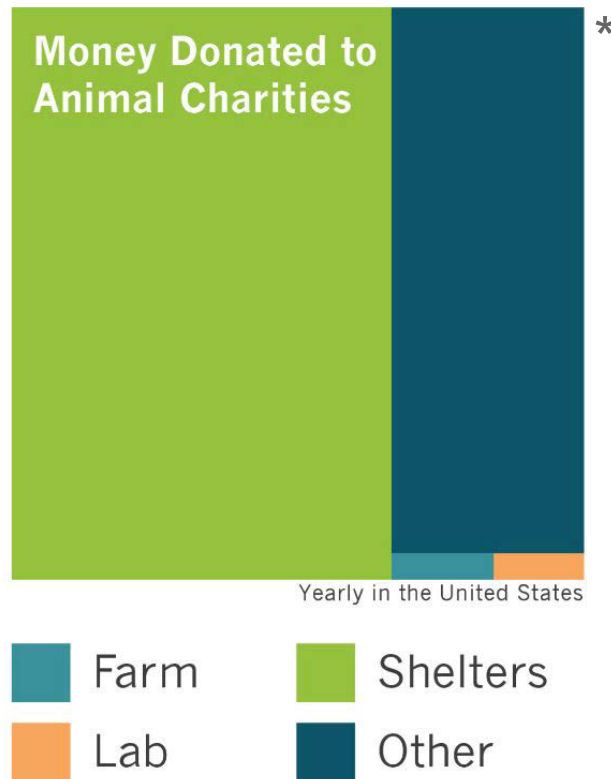 Money Donated to
Animal Charities
*
Yearly in the United States
Farm
Shelters
Lab
Other